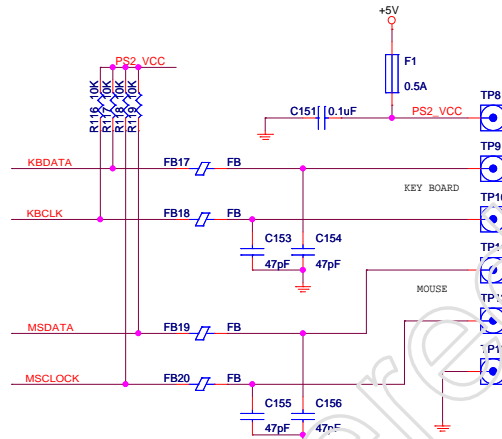 +5V
PS2_VCC
F1
0.5A
R116 10K
R117 10K
R118 10K
R119 10K
C151 0.1uF
PS2_VCC
TP8
TP9
KBDATA
FB17 FB
KEY BOARD
KBCLK
FB18 FB
C153
C154
47pF
47pF
MOUSE
MSDATA
FB19 FB
MSCLOCK
FB20 FB
C155
C156
47pF
47pF